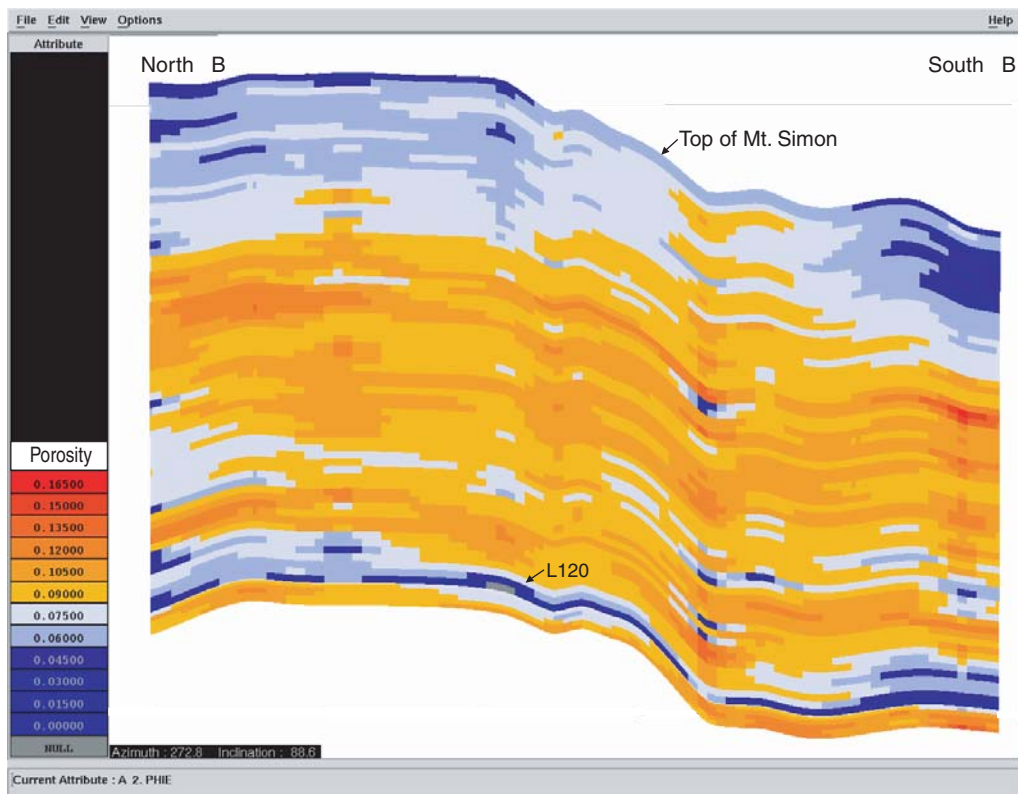 File Edit View Options Help
Attribute
North B South B
Top of Mt. Simon
Porosity
0.16500
0.15000
0.13500
0.12000
0.10500
0.09000
0.07500
0.06000
0.04500
0.03000
0.01500
0.00000
NULL
L120
Azimuth : 272.8 Inclination : 88.6
Current Attribute : A 2. PHIE